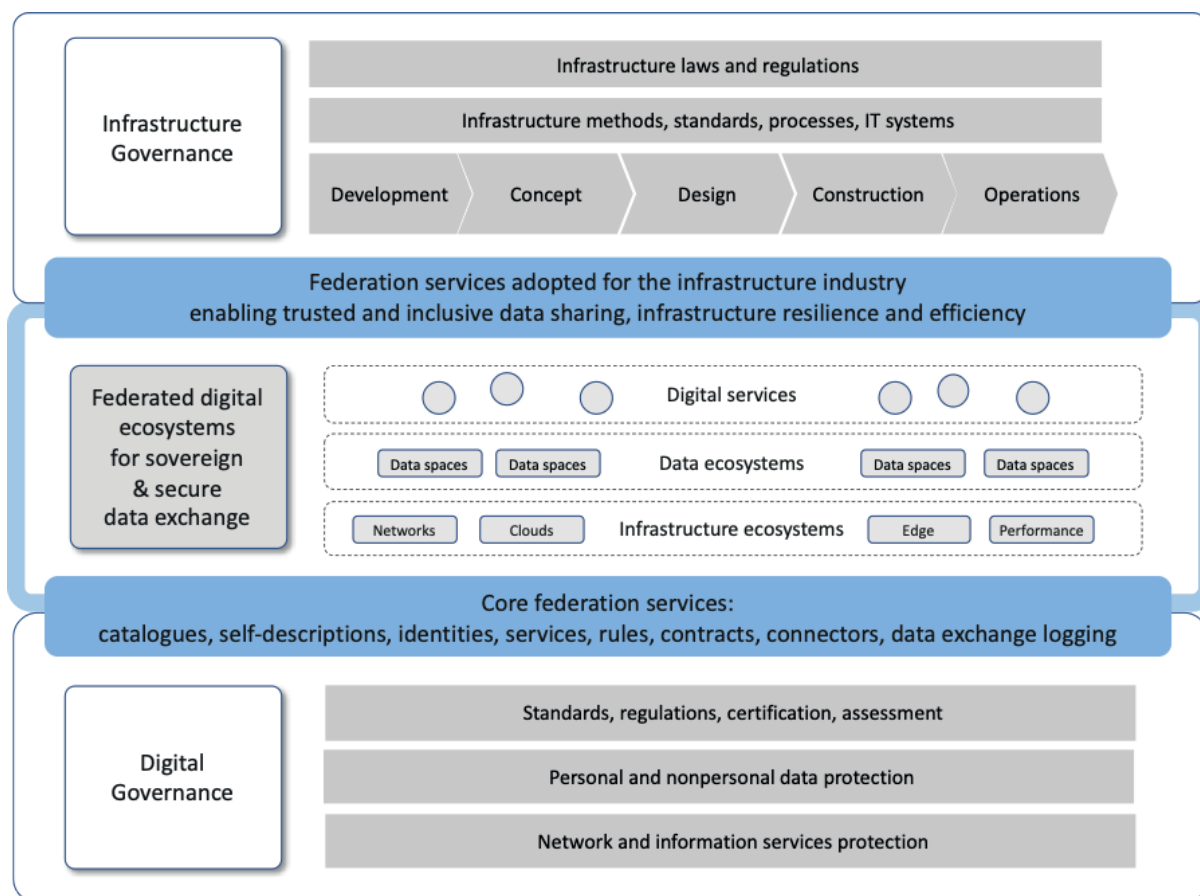 Infrastructure
Governance
Infrastructure laws and regulations
Infrastructure methods, standards, processes, IT systems
Development
Concept
Design
Construction
Operations
Federation services adopted for the infrastructure industry
enabling trusted and inclusive data sharing, infrastructure resilience and efficiency
Federated digital
ecosystems
for sovereign
& secure
data exchange
Digital services
Data spaces
Data spaces
Data ecosystems
Data spaces
Data spaces
Networks
Clouds
Infrastructure ecosystems
Edge
Performance
Core federation services:
catalogues, self-descriptions, identities, services, rules, contracts, connectors, data exchange logging
Digital
Governance
Standards, regulations, certification, assessment
Personal and nonpersonal data protection
Network and information services protection